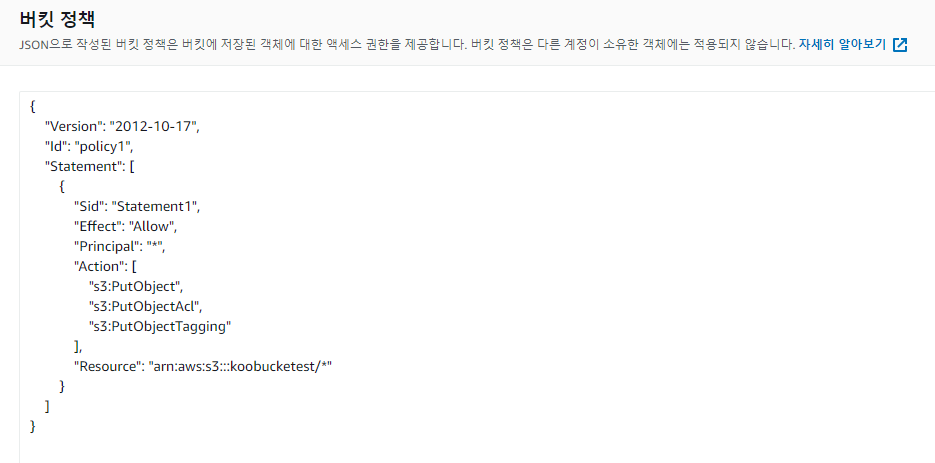 버킷 정책
JSON으로 작성된 버킷 정책은 버킷에 저장된 객체에 대한 액세스 권한을 제공합니다. 버킷 정책은 다른 계정이 소유한 객체에는 적용되지 않습니다. 자세히 알아보기
{
"Version": "2012-10-17",
"Id": "policy1",
"Statement": [
{
"Sid": "Statement1",
"Effect": "Allow",
"Principal": "*",
"Action": [
"s3:PutObject",
"s3:PutObjectAcl",
"s3:PutObjectTagging"
],
"Resource": "arn:aws:s3:::koobucketest/*"
}
]
}